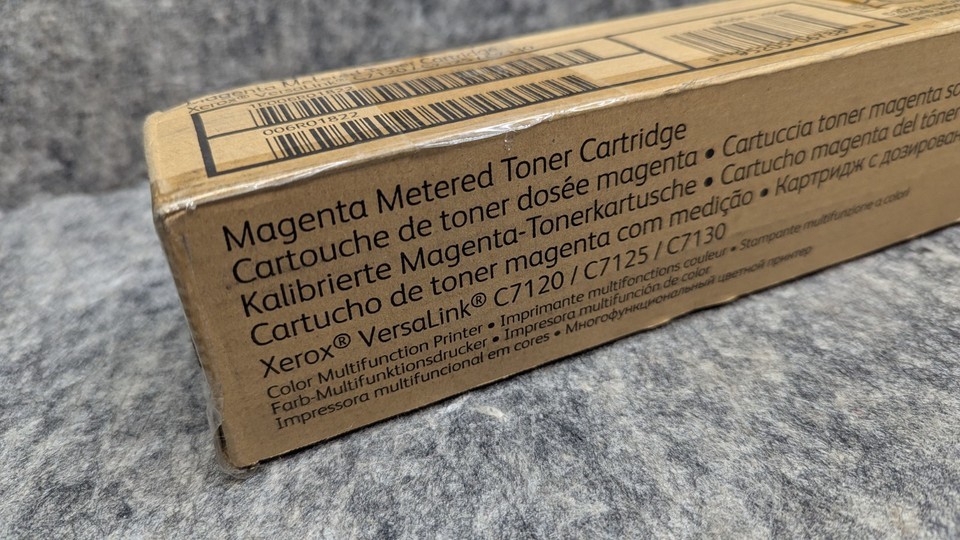 006R01822
Magenta Metered Toner Cartridge
Cartouche de toner dosée magenta • Cartuccia toner magenta
Kalibrierte Magenta-Tonerkartusche • Cartucho magenta del tóner
Cartucho de toner magenta com medição • Картридж с
Xerox® VersaLink® C7120 / C7125 / C7130
Color Multifunction Printer • Imprimante multifonctions couleur • Stampante multifunzione a colori
Farb-Multifunktionsdrucker • Impresora multifunción de color
Impressora multifuncional em cores • Многофункциональный цветной принтер